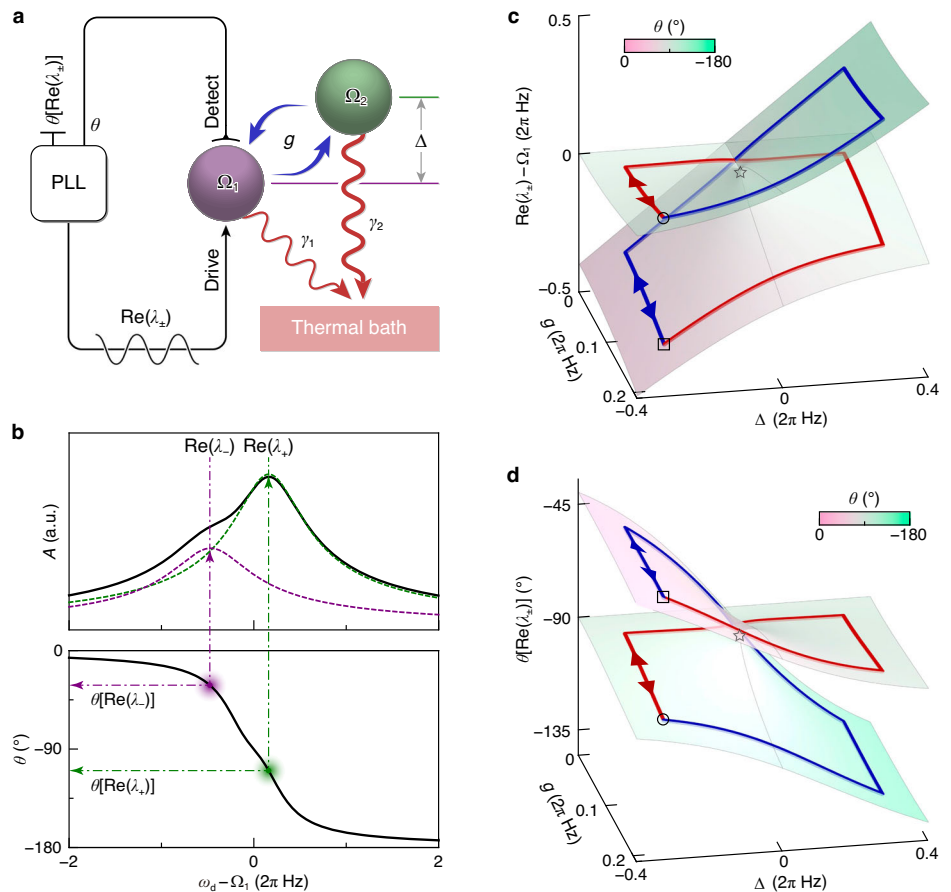 a
θ[Re(λ±)]
θ
PLL
Detect
Drive
Re(λ±)
Ω₁
Ω₂
g
Δ
γ₁
γ₂
Thermal bath
b
Re(λ₋) Re(λ₊)
A (a.u.)
0
θ[Re(λ₋)]
-90
θ (°)
θ[Re(λ₊)]
-180
-2 0 2
ω_d – Ω₁ (2π Hz)
c
0.5
θ (°)
0 -180
Re(λ±) – Ω₁ (2π Hz)
0
-0.5
0
g (2π Hz)
0.1
0.2
-0.4
0
0.4
Δ (2π Hz)
d
-45
θ (°)
0 -180
θ[Re(λ±)] (°)
-90
-135
0
g (2π Hz)
0.1
0.2
-0.4
0
0.4
Δ (2π Hz)